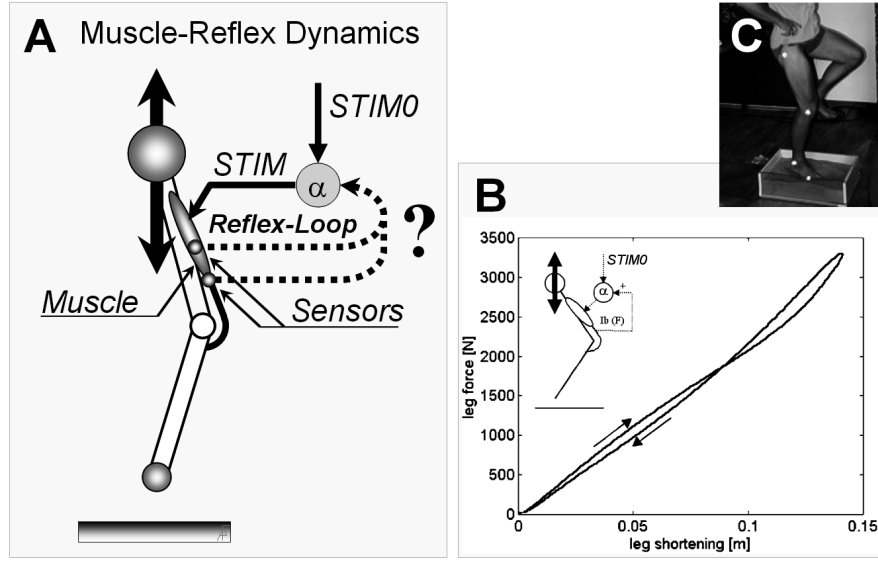 A Muscle-Reflex Dynamics
STIM0
STIM
α
Reflex-Loop
?
Muscle
Sensors
B
3500
3000
2500
2000
1500
1000
500
0
leg force [N]
STIM0
α
+
Ib (F)
0 0.05 0.1 0.15
leg shortening [m]
C